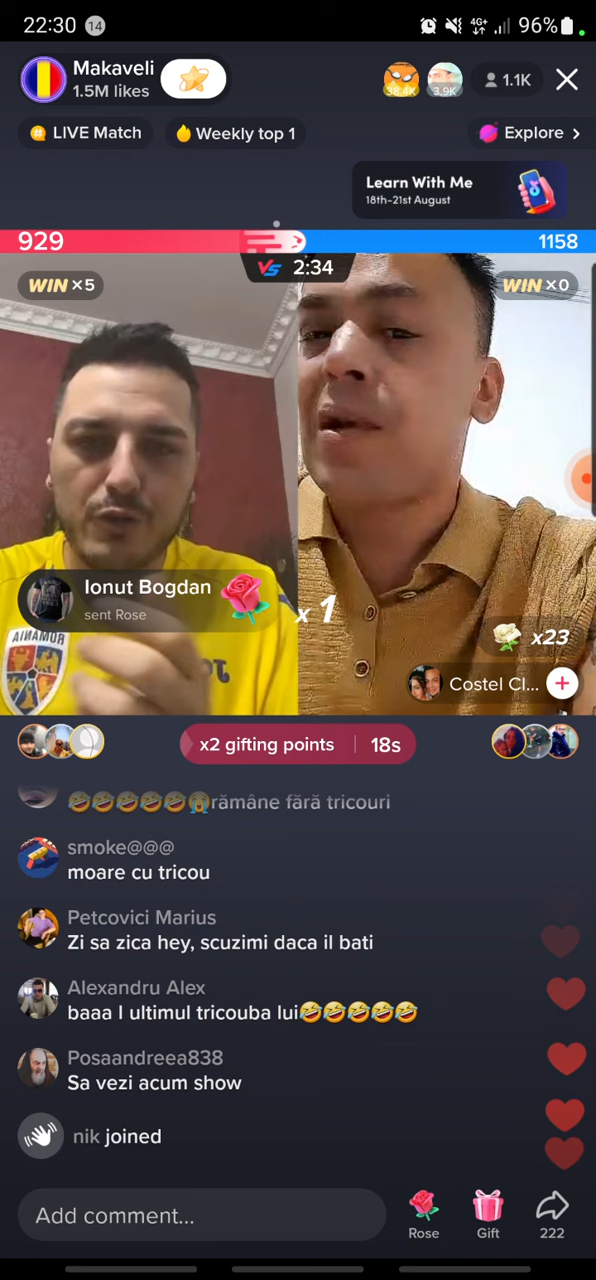 22:30
14
4G+
96%
Makaveli
1.5M likes
38.4K
3.9K
1.1K
LIVE Match
Weekly top 1
Explore
Learn With Me
18th-21st August
929
1158
VS 2:34
WIN ×5
WIN ×0
Ionut Bogdan
sent Rose
x 1
ROMANIA
x23
Costel Cl...
x2 gifting points
18s
🤣🤣🤣🤣🤣😭rămâne fără tricouri
smoke@@@
moare cu tricou
Petcovici Marius
Zi sa zica hey, scuzimi daca il bati
Alexandru Alex
baaa l ultimul tricouba lui🤣🤣🤣🤣🤣
Posaandreea838
Sa vezi acum show
nik joined
Add comment...
Rose
Gift
222